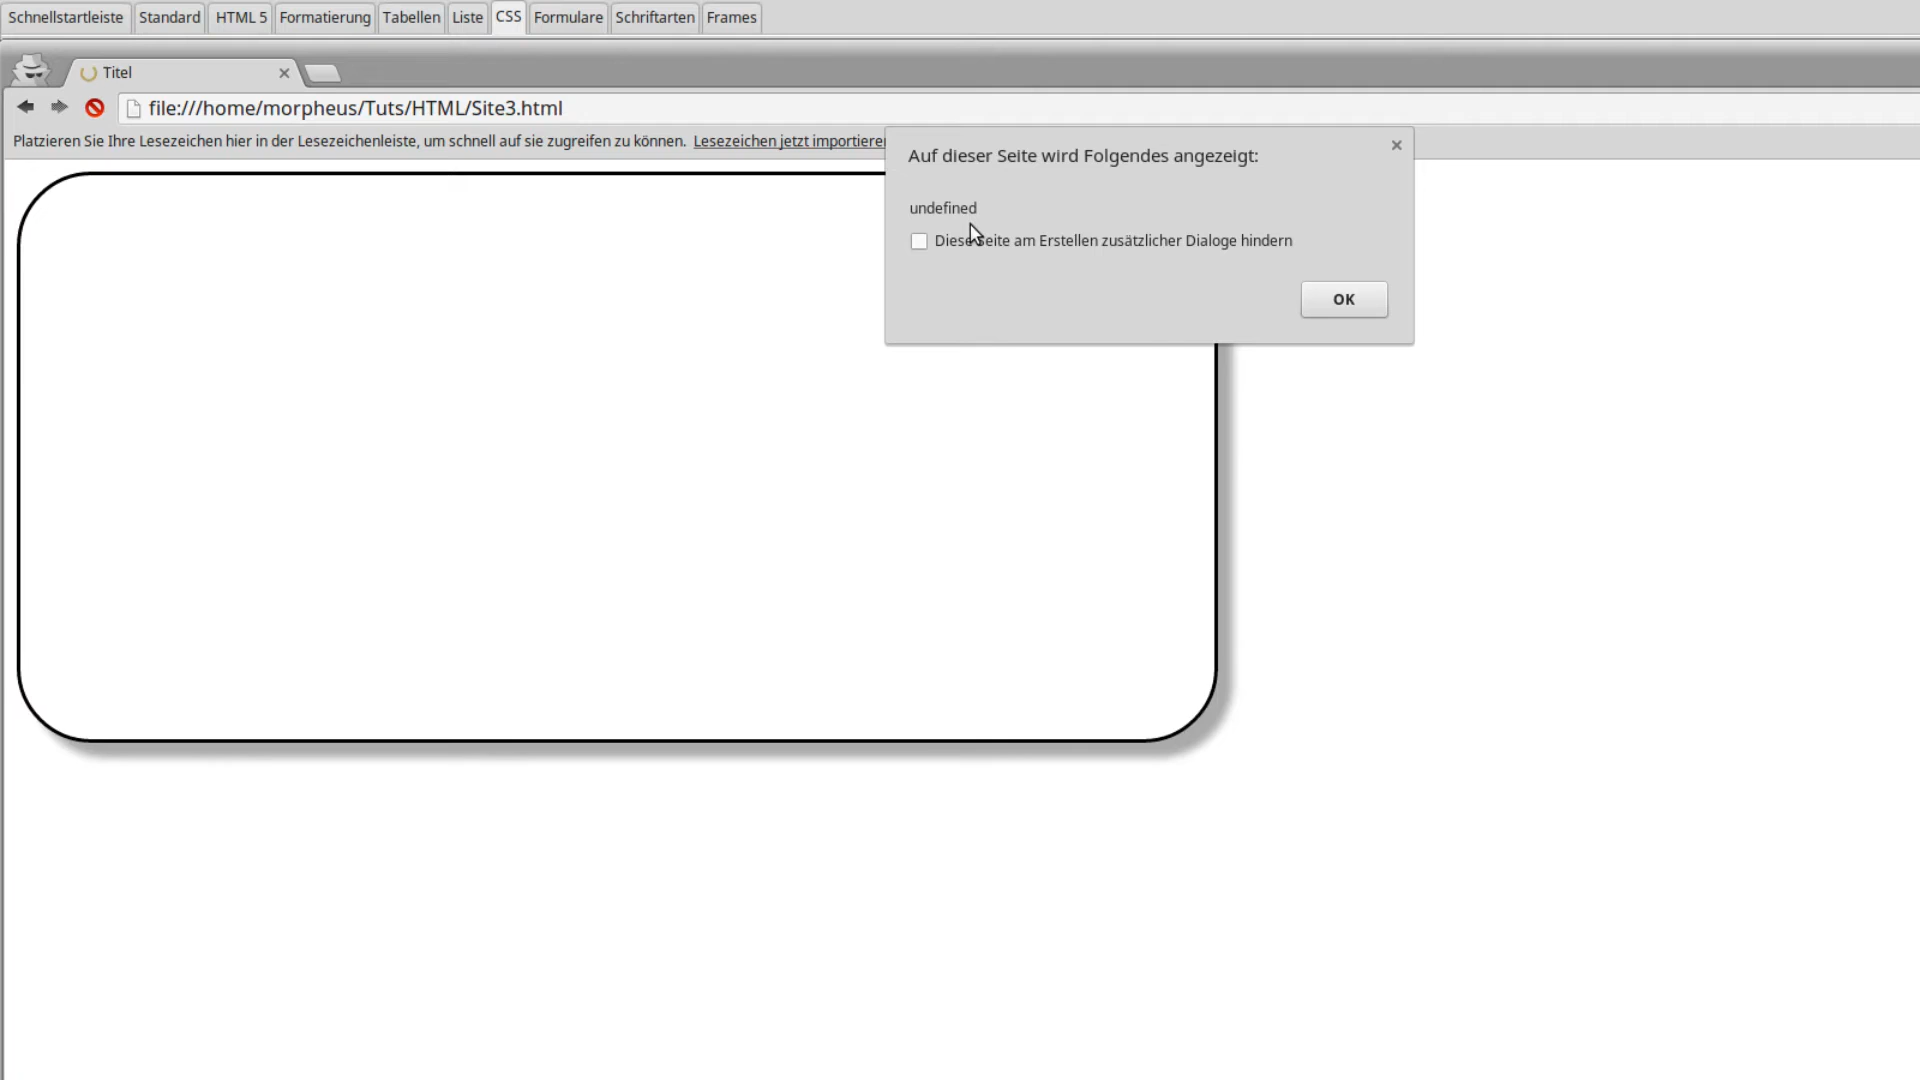 Schnellstartleiste Standard HTML 5 Formatierung Tabellen Liste CSS Formulare Schriftarten Frames
Titel
file:///home/morpheus/Tuts/HTML/Site3.html
Platzieren Sie Ihre Lesezeichen hier in der Lesezeichenleiste, um schnell auf sie zugreifen zu können. Lesezeichen jetzt importieren
Auf dieser Seite wird Folgendes angezeigt:
undefined
Diese Seite am Erstellen zusätzlicher Dialoge hindern
OK